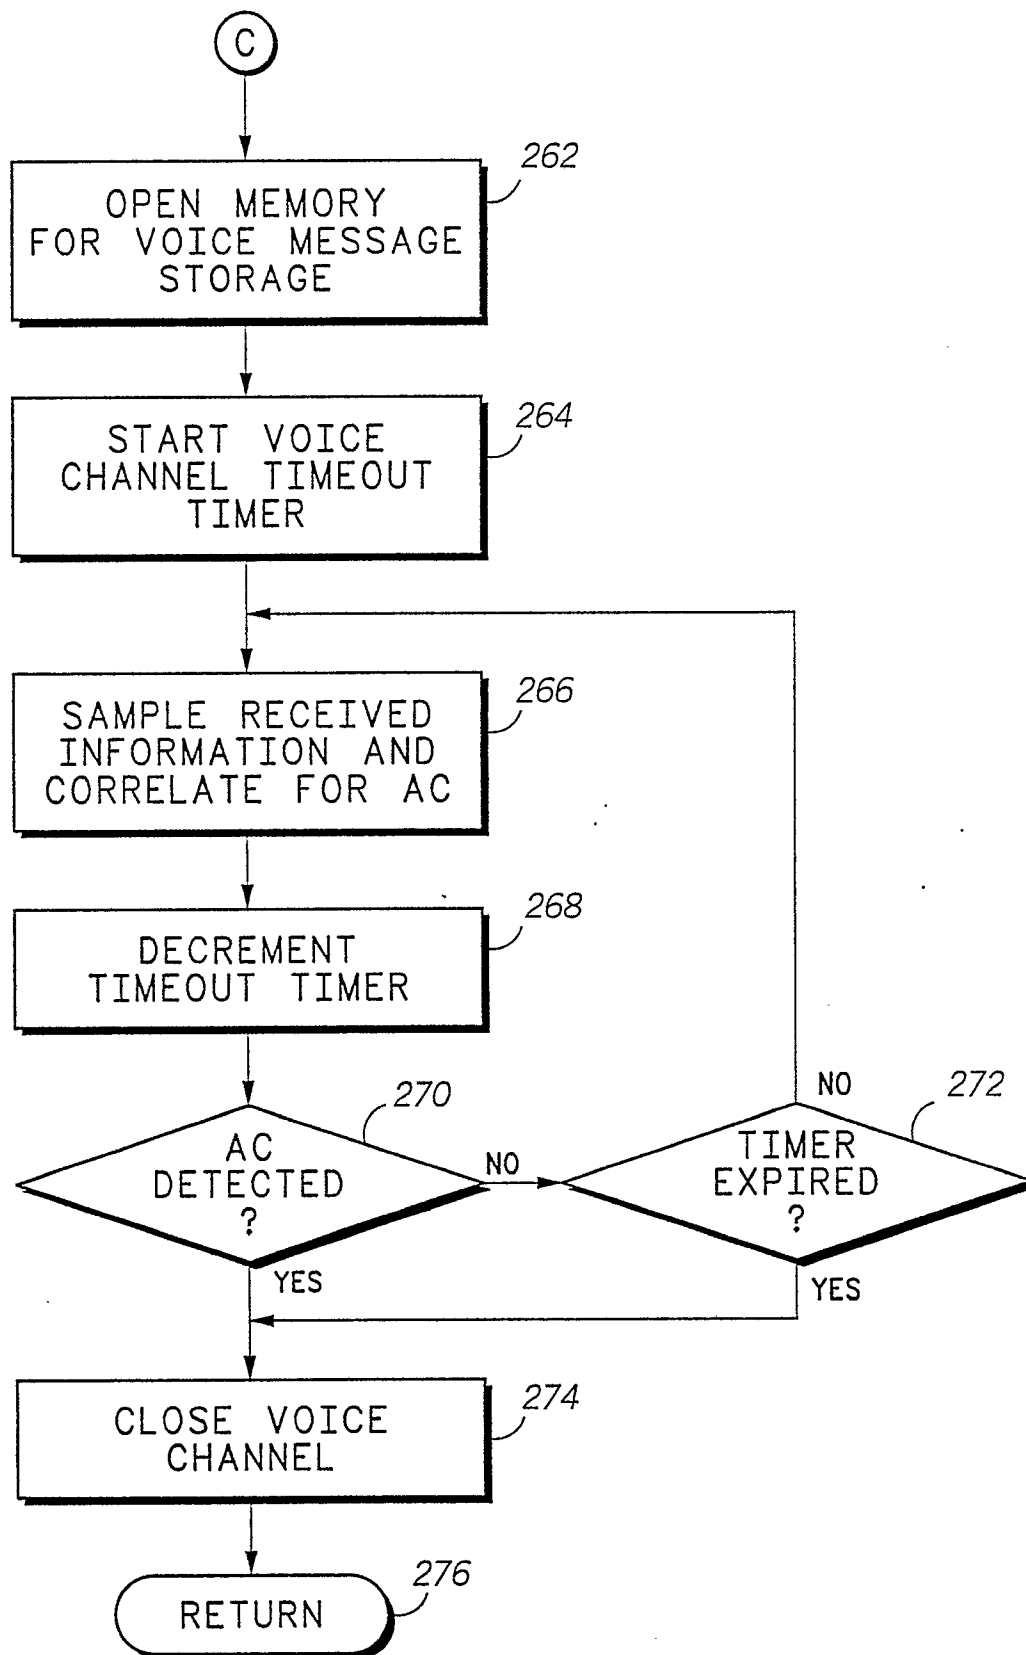 C
262
OPEN MEMORY
FOR VOICE MESSAGE
STORAGE
264
START VOICE
CHANNEL TIMEOUT
TIMER
266
SAMPLE RECEIVED
INFORMATION AND
CORRELATE FOR AC
268
DECREMENT
TIMEOUT TIMER
270
AC
DETECTED
?
NO
YES
272
TIMER
EXPIRED
?
NO
YES
274
CLOSE VOICE
CHANNEL
276
RETURN